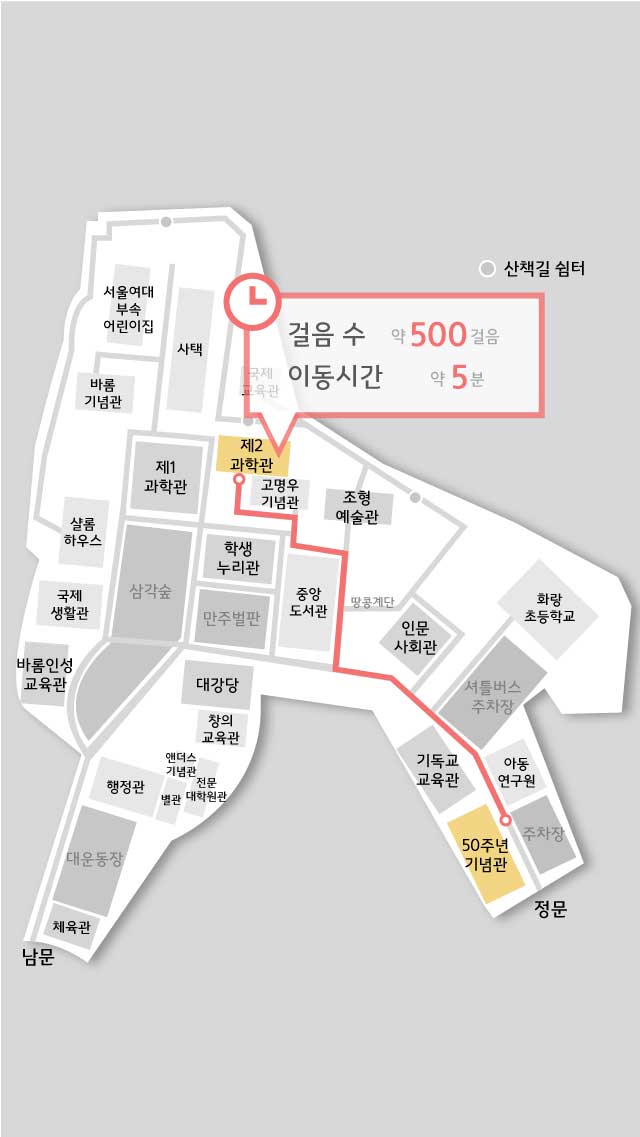 산책길 쉼터
서울여대
부속
어린이집
사택
걸음 수 약 500 걸음
이동시간 약 5 분
국제
교육관
바롬
기념관
제2
과학관
제1
과학관
고명우
기념관
조형
예술관
샬롬
하우스
학생
누리관
삼각숲
중앙
도서관
국제
생활관
만주벌판
땅콩계단
화랑
초등학교
인문
사회관
바롬인성
교육관
대강당
셔틀버스
주차장
창의
교육관
앤더스
기념관
기독교
교육관
아동
연구원
행정관
별관
전문
대학원관
대운동장
50주년
기념관
주차장
정문
체육관
남문